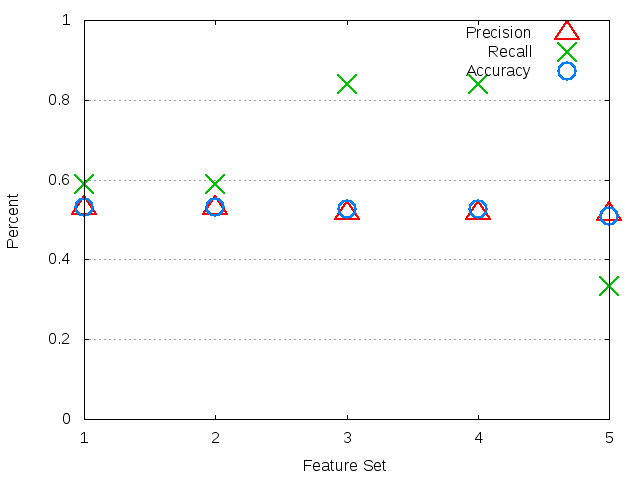 1
0.8
0.6
0.4
0.2
0
Percent
Precision
Recall
Accuracy
1 2 3 4 5
Feature Set